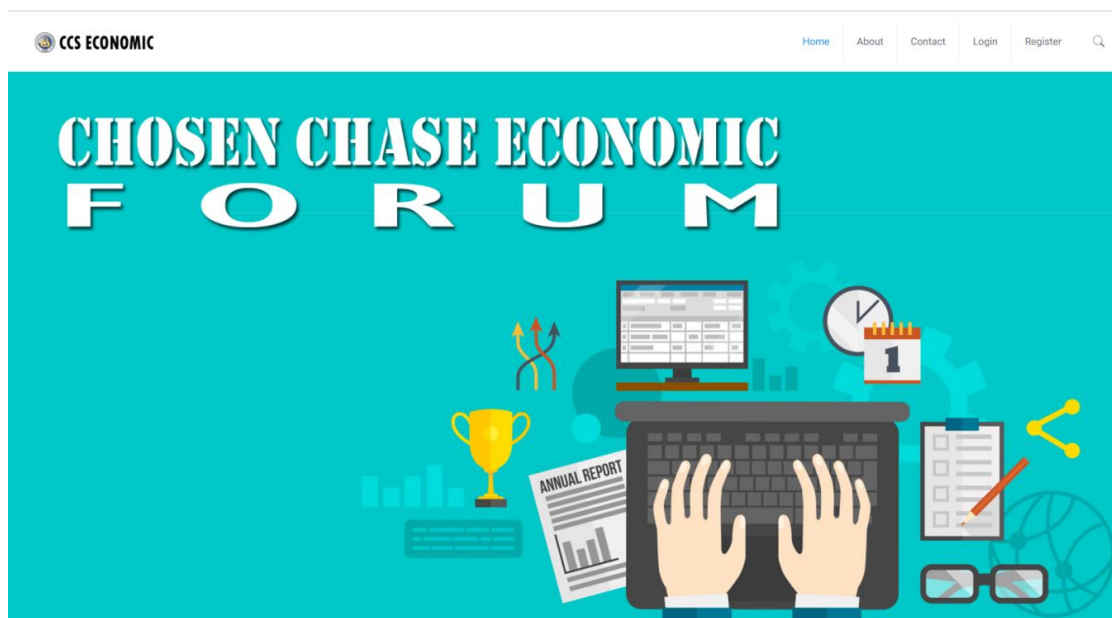 CCS ECONOMIC
Home About Contact Login Register
CHOSEN CHASE ECONOMIC
FORUM
1
ANNUAL REPORT